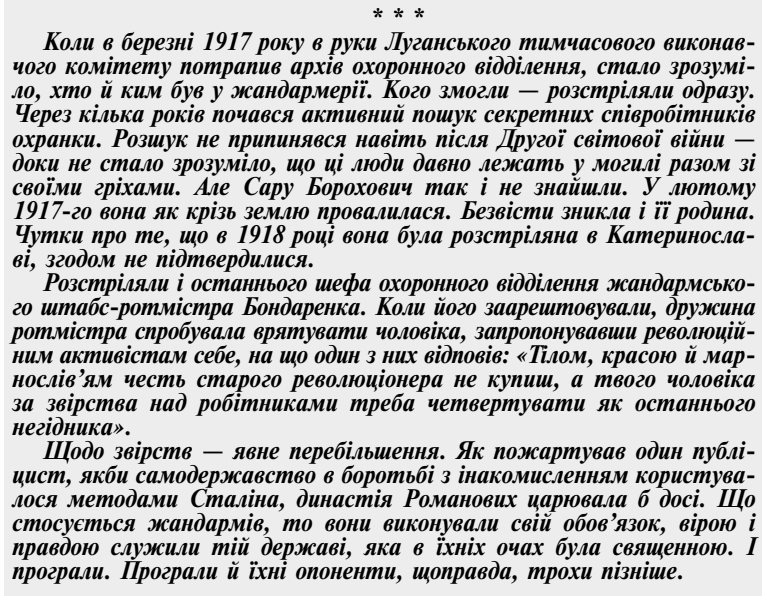 * * *
Коли в березні 1917 року в руки Луганського тимчасового виконав-
чого комітету потрапив архів охоронного відділення, стало зрозумі-
ло, хто й ким був у жандармерії. Кого змогли — розстріляли одразу.
Через кілька років почався активний пошук секретних співробітників
охранки. Розшук не припинявся навіть після Другої світової війни —
доки не стало зрозуміло, що ці люди давно лежать у могилі разом зі
своїми гріхами. Але Сару Борохович так і не знайшли. У лютому
1917-го вона як крізь землю провалилася. Безвісти зникла і її родина.
Чутки про те, що в 1918 році вона була розстріляна в Катеринosла-
ві, згодом не підтвердилися.
Розстріляли і останнього шефа охоронного відділення жандармсько-
го штабс-ротмістра Бондаренка. Коли його заарештовували, дружина
ротмістра спробувала врятувати чоловіка, запропонувавши революцій-
ним активістам себе, на що один з них відповів: «Тілом, красою й мар-
нослів’ям честь старого революціонера не купиш, а твого чоловіка
за звірства над робітниками треба четвертувати як останнього
негідника».
Щодо звірств — явне перебільшення. Як пожартував один публі-
цист, якби самодержавство в боротьбі з інакомисленням користува-
лося методами Сталіна, династія Романових царювала б досі. Що
стосується жандармів, то вони виконували свій обов’язок, вірою і
правдою служили тій державі, яка в їхніх очах була священною. І
програли. Програли й їхні опоненти, щоправда, трохи пізніше.